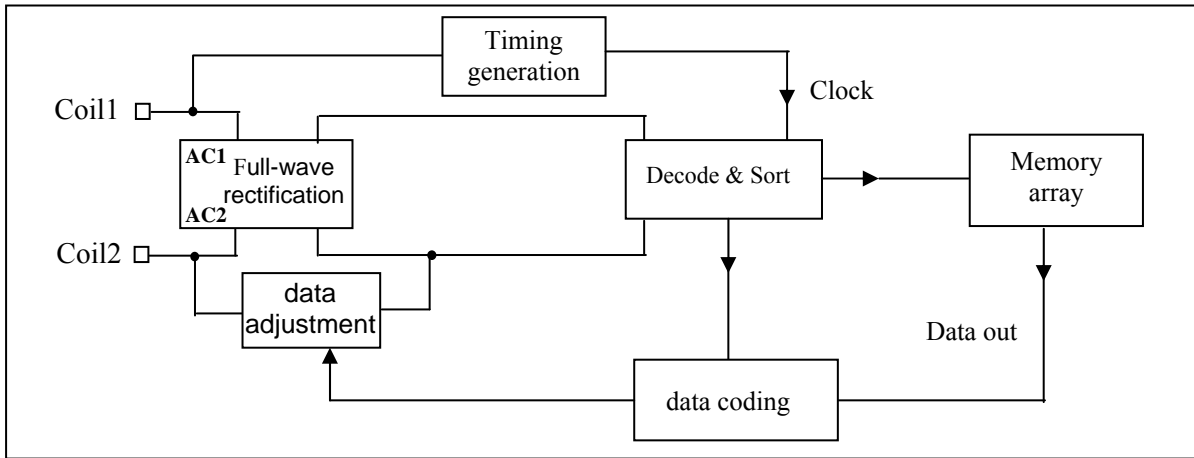 Timing
generation
Clock
Coil1
AC1
Full-wave
rectification
AC2
Decode & Sort
Memory
array
Coil2
data
adjustment
Data out
data coding